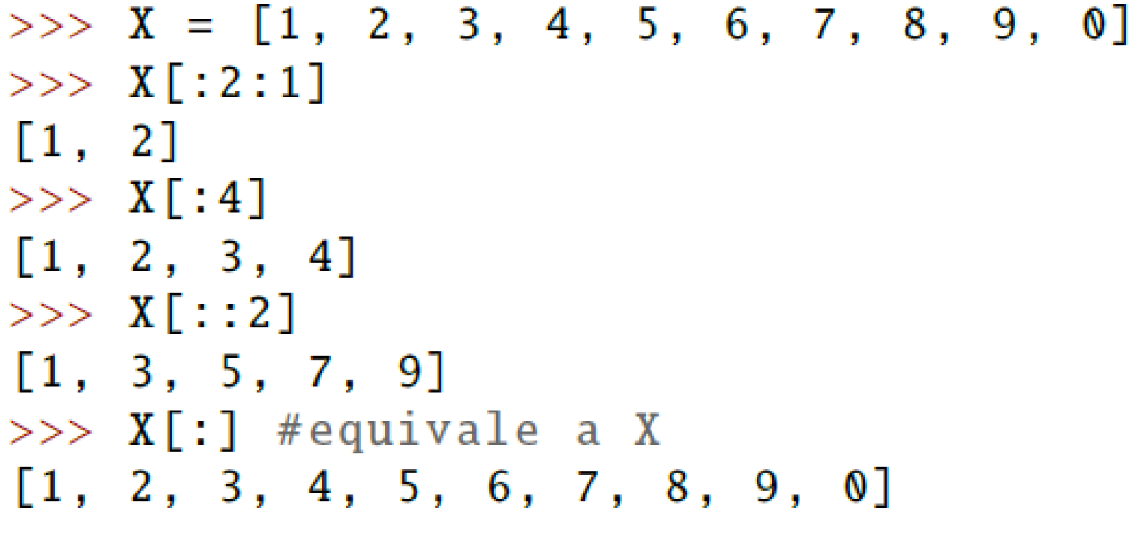 >>> X = [1, 2, 3, 4, 5, 6, 7, 8, 9, 0]
>>> X[:2:1]
[1, 2]
>>> X[:4]
[1, 2, 3, 4]
>>> X[::2]
[1, 3, 5, 7, 9]
>>> X[:] #equivale a X
[1, 2, 3, 4, 5, 6, 7, 8, 9, 0]